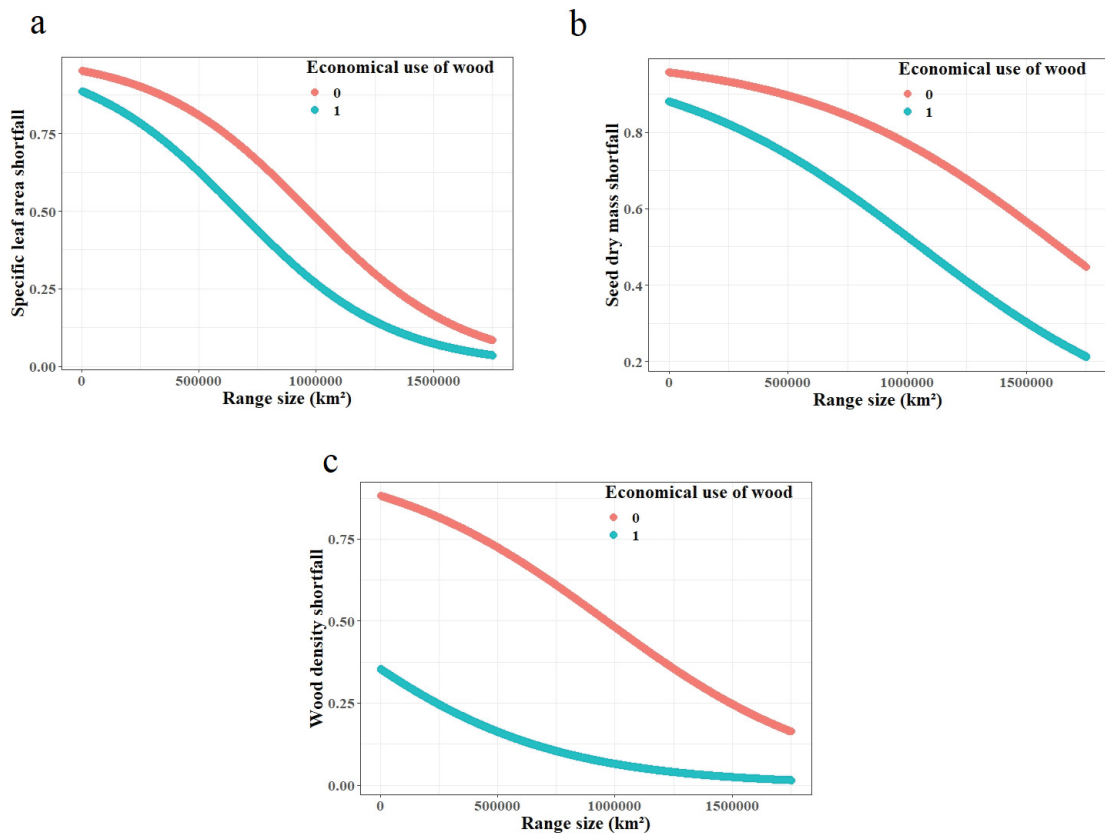 a
Economical use of wood
0
1
Specific leaf area shortfall
0.75
0.50
0.25
0.00
0
500000
1000000
1500000
Range size (km²)
b
Economical use of wood
0
1
Seed dry mass shortfall
0.8
0.6
0.4
0.2
0
500000
1000000
1500000
Range size (km²)
c
Economical use of wood
0
1
Wood density shortfall
0.75
0.50
0.25
0.00
0
500000
1000000
1500000
Range size (km²)